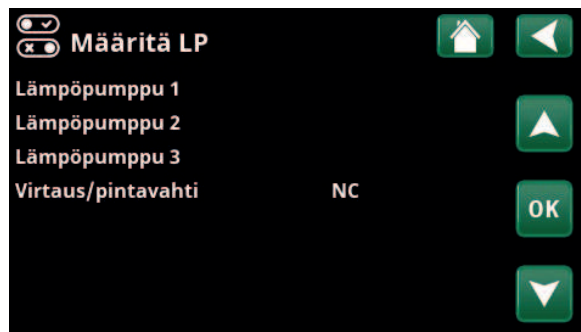 Määritä LP
Lämpöpumppu 1
Lämpöpumppu 2
Lämpöpumppu 3
Virtaus/pintavahti NC
OK